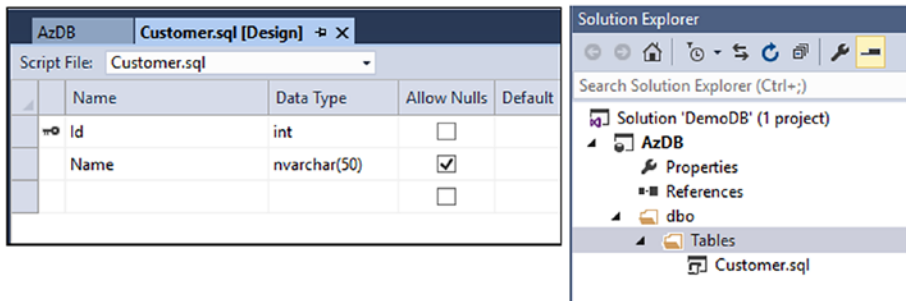 AzDB
Customer.sql [Design]
Script File: Customer.sql
Name Data Type Allow Nulls Default
Id int
Name nvarchar(50)
Solution Explorer
Search Solution Explorer (Ctrl+;)
Solution 'DemoDB' (1 project)
AzDB
Properties
References
dbo
Tables
Customer.sql